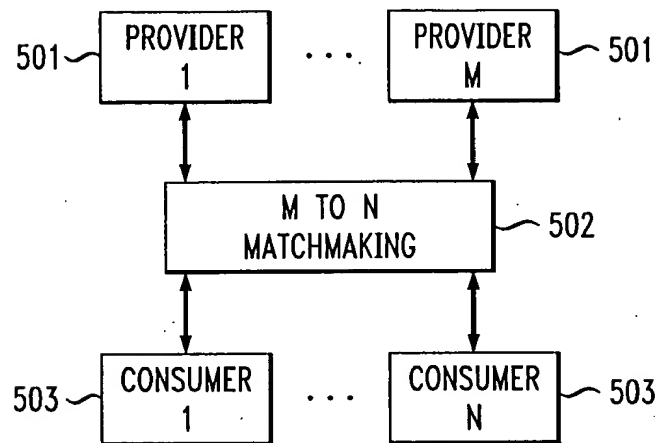 501
PROVIDER
1
...
PROVIDER
M
501
M TO N
MATCHMAKING
502
503
CONSUMER
1
...
CONSUMER
N
503